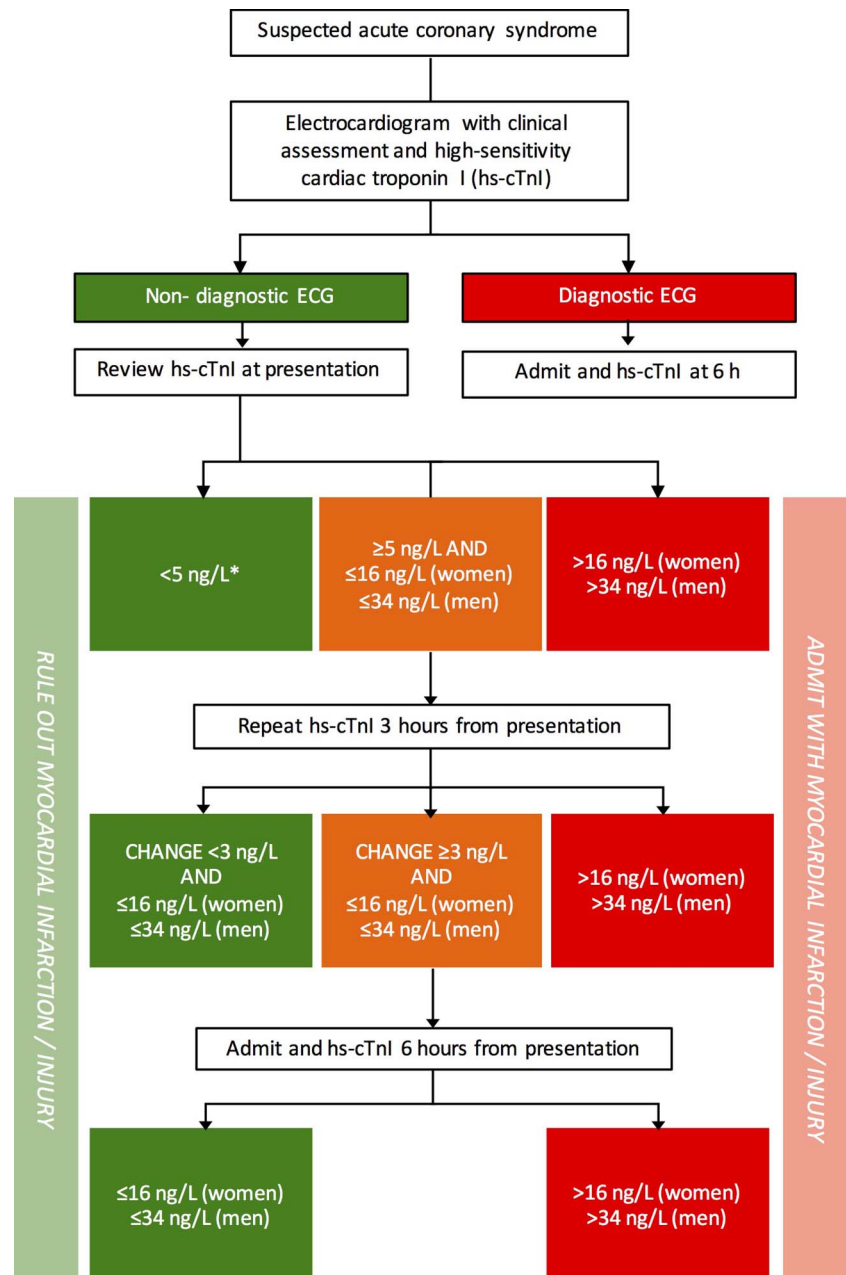 Suspected acute coronary syndrome
Electrocardiogram with clinical
assessment and high-sensitivity
cardiac troponin I (hs-cTnI)
Non- diagnostic ECG
Diagnostic ECG
Review hs-cTnI at presentation
Admit and hs-cTnI at 6 h
<5 ng/L*
≥5 ng/L AND
≤16 ng/L (women)
≤34 ng/L (men)
>16 ng/L (women)
>34 ng/L (men)
Repeat hs-cTnI 3 hours from presentation
CHANGE <3 ng/L
AND
≤16 ng/L (women)
≤34 ng/L (men)
CHANGE ≥3 ng/L
AND
≤16 ng/L (women)
≤34 ng/L (men)
>16 ng/L (women)
>34 ng/L (men)
Admit and hs-cTnI 6 hours from presentation
≤16 ng/L (women)
≤34 ng/L (men)
>16 ng/L (women)
>34 ng/L (men)
RULE OUT MYOCARDIAL INFARCTION / INJURY
ADMIT WITH MYOCARDIAL INFARCTION / INJURY